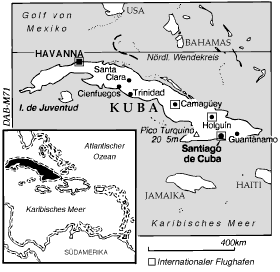 Golf von
Mexiko
USA
BAHAMAS
HAVANNA
Nördl. Wendekreis
Santa
Clara
Cienfuegos
Trinidad
I. de Juventud
KUBA
Camagüey
Holguín
Pico Turquino
20 5m
Guantánamo
Santiago
de Cuba
DAB-M71
HAITI
JAMAIKA
Karibisches Meer
Atlantischer
Ozean
Karibisches Meer
SÜDAMERIKA
400km
Internationaler Flughafen